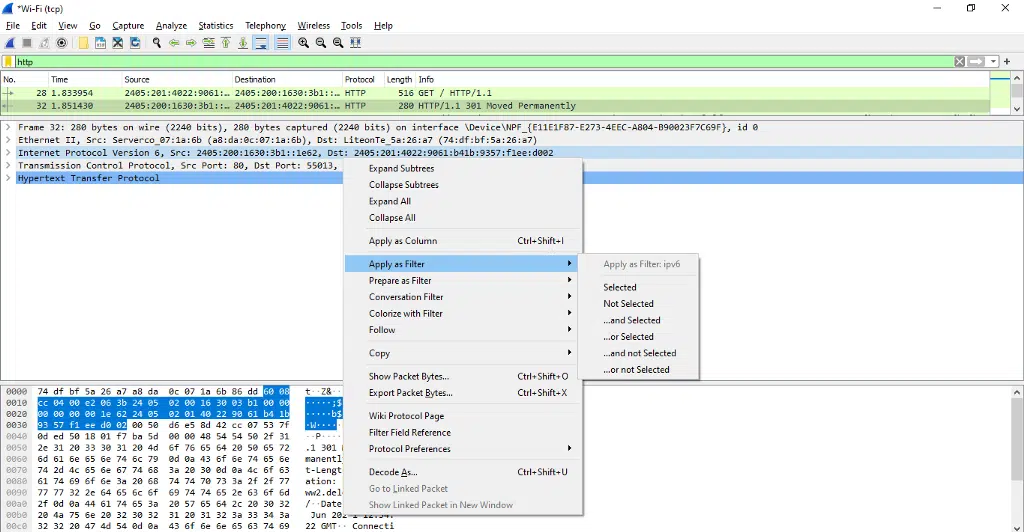 *Wi-Fi (tcp)
File Edit View Go Capture Analyze Statistics Telephony Wireless Tools Help
http
No. Time Source Destination Protocol Length Info
28 1.833954 2405:201:4022:9061:… 2405:200:1630:3b1::… HTTP 516 GET / HTTP/1.1
32 1.851430 2405:200:1630:3b1::… 2405:201:4022:9061:… HTTP 280 HTTP/1.1 301 Moved Permanently
Frame 32: 280 bytes on wire (2240 bits), 280 bytes captured (2240 bits) on interface \Device\NPF_{E11E1F87-E273-4EEC-A804-B90023F7C69F}, id 0
Ethernet II, Src: Serverco_07:1a:6b (a8:da:0c:07:1a:6b), Dst: LiteonTe_5a:26:a7 (74:df:bf:5a:26:a7)
Internet Protocol Version 6, Src: 2405:200:1630:3b1::1e62, Dst: 2405:201:4022:9061:b41b:9357:f1ee:d002
Transmission Control Protocol, Src Port: 80, Dst Port: 55013,
Hypertext Transfer Protocol
Expand Subtrees
Collapse Subtrees
Expand All
Collapse All
Apply as Column Ctrl+Shift+I
Apply as Filter
Prepare as Filter
Conversation Filter
Colorize with Filter
Follow
Copy
Show Packet Bytes... Ctrl+Shift+O
Export Packet Bytes... Ctrl+Shift+X
Wiki Protocol Page
Filter Field Reference
Protocol Preferences
Decode As... Ctrl+Shift+U
Go to Linked Packet
Show Linked Packet in New Window
Apply as Filter: ipv6
Selected
Not Selected
...and Selected
...or Selected
...and not Selected
...or not Selected
0000 74 df bf 5a 26 a7 a8 da 0c 07 1a 6b 86 dd 60 08 t··Z&··
0010 cc 04 00 e2 06 3b 24 05 02 00 16 30 03 b1 00 00 ·····;$
0020 00 00 00 00 1e 62 24 05 02 01 40 22 90 61 b4 1b ·····b$
0030 93 57 f1 ee d0 02 00 50 d6 e5 8d 42 cc 07 53 7f ·W····
0040 0d ed 50 18 01 f7 ba 5d 00 00 48 54 54 50 2f 31 ··P····
0050 2e 31 20 33 30 31 20 4d 6f 76 65 64 20 50 65 72 .1 301
0060 6d 61 6e 65 6e 74 6c 79 0d 0a 43 6f 6e 74 65 6e manentl
0070 74 2d 4c 65 6e 67 74 68 3a 20 30 0d 0a 4c 6f 63 t-Lengt
0080 61 74 69 6f 6e 3a 20 68 74 74 70 73 3a 2f 2f 77 ation:
0090 77 77 32 2e 64 65 6c 6f 69 74 74 65 2e 63 6f 6d ww2.del
00a0 2f 0d 0a 44 61 74 65 3a 20 57 65 64 2c 20 30 32 /··Date
00b0 20 4a 75 6e 20 32 30 32 31 20 31 32 3a 33 34 3a
00c0 32 32 20 47 4d 54 0d 0a 43 6f 6e 6e 65 63 74 69 22 GMT·· Connecti